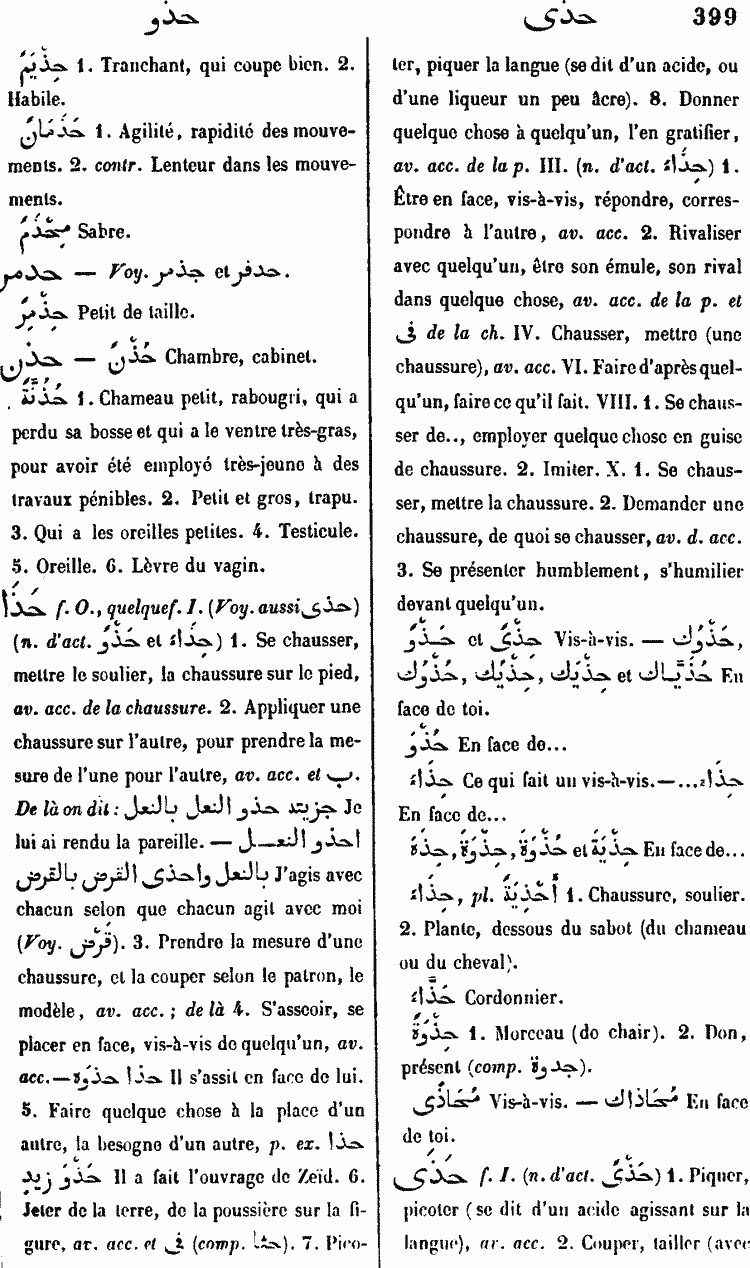 حذو
حذى
399
حِذْيَمٌ 1. Tranchant, qui coupe bien. 2.
Habile.
حَذَمَانٌ 1. Agilité, rapidité des mouve-
ments. 2. contr. Lenteur dans les mouve-
ments.
مِحْذَمٌ Sabre.
حذمر — Voy. جذمر et حدفر.
حِذْمِرٌ Petit de taille.
حذن — حُذْنٌ Chambre, cabinet.
حُذُنَّةٌ 1. Chameau petit, rabougri, qui a
perdu sa bosse et qui a le ventre très-gras,
pour avoir été employé très-jeune à des
travaux pénibles. 2. Petit et gros, trapu.
3. Qui a les oreilles petites. 4. Testicule.
5. Oreille. 6. Lèvre du vagin.
حَذَا f. O., quelquef. I. (Voy. aussi حذى)
(n. d'act. حَذْوٌ et حِذَاءٌ) 1. Se chausser,
mettre le soulier, la chaussure sur le pied,
av. acc. de la chaussure. 2. Appliquer une
chaussure sur l'autre, pour prendre la me-
sure de l'une pour l'autre, av. acc. et ب.
De là on dit : جزيته حذو النعل بالنعل Je
lui ai rendu la pareille. — احذو النعل
بالنعل واحذى القرض بالقرض J'agis avec
chacun selon que chacun agit avec moi
(Voy. قَرْض). 3. Prendre la mesure d'une
chaussure, et la couper selon le patron, le
modèle, av. acc. ; de là 4. S'asseoir, se
placer en face, vis-à-vis de quelqu'un, av.
acc. — حذا حذوه Il s'assit en face de lui.
5. Faire quelque chose à la place d'un
autre, la besogne d'un autre, p. ex. حذا
حَذْوَ زيد Il a fait l'ouvrage de Zeïd. 6.
Jeter de la terre, de la poussière sur la fi-
gure, av. acc. et فى (comp. حثا). 7. Pico-
ter, piquer la langue (se dit d'un acide, ou
d'une liqueur un peu âcre). 8. Donner
quelque chose à quelqu'un, l'en gratifier,
av. acc. de la p. III. (n. d'act. حِذَاءٌ) 1.
Être en face, vis-à-vis, répondre, corres-
pondre à l'autre, av. acc. 2. Rivaliser
avec quelqu'un, être son émule, son rival
dans quelque chose, av. acc. de la p. et
فى de la ch. IV. Chausser, mettre (une
chaussure), av. acc. VI. Faire d'après quel-
qu'un, faire ce qu'il fait. VIII. 1. Se chaus-
ser de.., employer quelque chose en guise
de chaussure. 2. Imiter. X. 1. Se chaus-
ser, mettre la chaussure. 2. Demander une
chaussure, de quoi se chausser, av. d. acc.
3. Se présenter humblement, s'humilier
devant quelqu'un.
حَذْوٌ et حَذْىٌ Vis-à-vis. — حَذْوَكَ,
et حُذَيَّاكَ En
face de toi.
حُذْوٌ En face de...
حِذَاءٌ Ce qui fait un vis-à-vis. — ...حِذَاءَ
En face de...
حِذَةٌ, حِذْوَةٌ, حُذْوَةٌ et حِذْيَةٌ En face de...
حِذَاءٌ, pl. أَحْذِيَةٌ 1. Chaussure, soulier.
2. Plante, dessous du sabot (du chameau
ou du cheval).
حَذَّاءٌ Cordonnier.
حِذْوَةٌ 1. Morceau (de chair). 2. Don,
présent (comp. جدوة).
مُحَاذًى Vis-à-vis. — مُحَاذَاكَ En face
de toi.
حَذَى f. I. (n. d'act. حَذْىٌ) 1. Piquer,
picoter (se dit d'un acide agissant sur la
langue), av. acc. 2. Couper, tailler (avec